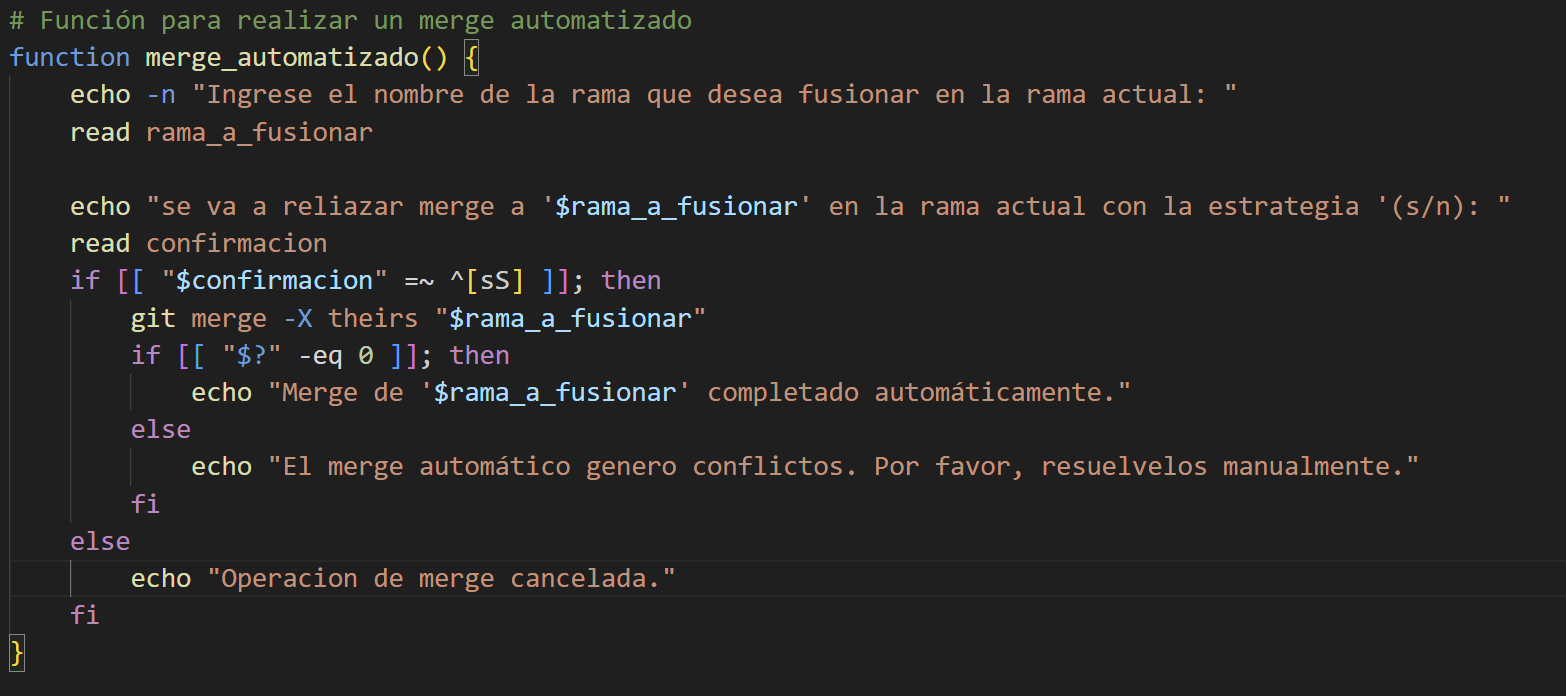 # Función para realizar un merge automatizado
function merge_automatizado() {
    echo -n "Ingrese el nombre de la rama que desea fusionar en la rama actual: "
    read rama_a_fusionar

    echo "se va a reliazar merge a '$rama_a_fusionar' en la rama actual con la estrategia '(s/n): "
    read confirmacion
    if [[ "$confirmacion" =~ ^[sS] ]]; then
        git merge -X theirs "$rama_a_fusionar"
        if [[ "$?" -eq 0 ]]; then
            echo "Merge de '$rama_a_fusionar' completado automáticamente."
        else
            echo "El merge automático genero conflictos. Por favor, resuelvelos manualmente."
        fi
    else
        echo "Operacion de merge cancelada."
    fi
}